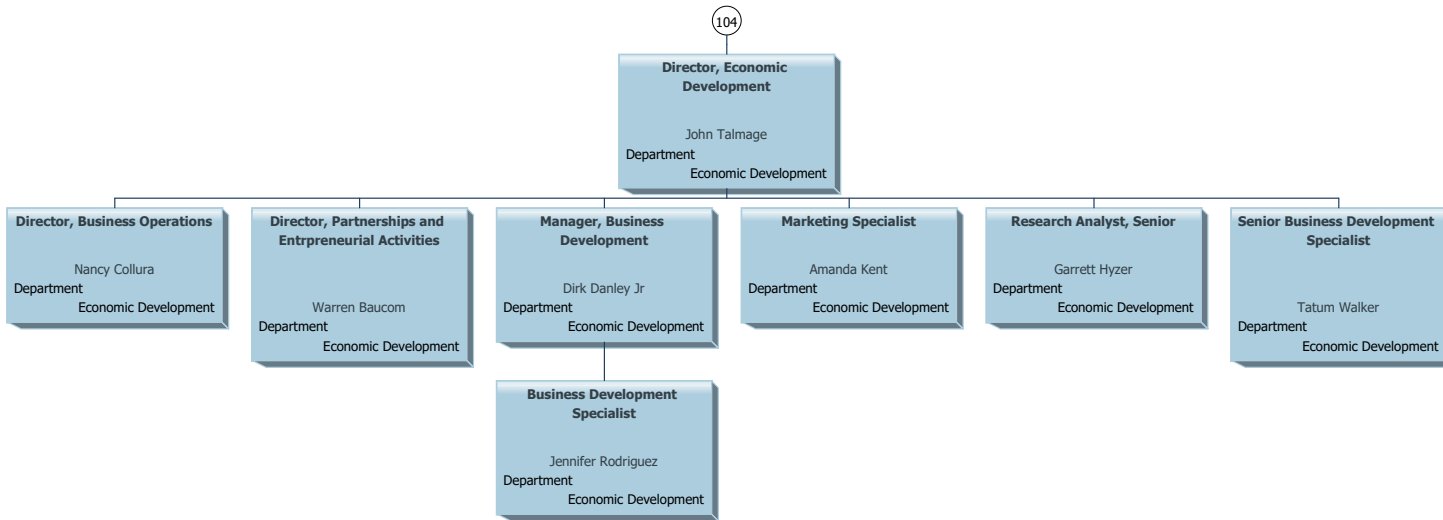 104
Director, Economic
Development
John Talmage
Department
Economic Development
Director, Business Operations
Nancy Collura
Department
Economic Development
Director, Partnerships and
Entrpreneurial Activities
Warren Baucom
Department
Economic Development
Manager, Business
Development
Dirk Danley Jr
Department
Economic Development
Marketing Specialist
Amanda Kent
Department
Economic Development
Research Analyst, Senior
Garrett Hyzer
Department
Economic Development
Senior Business Development
Specialist
Tatum Walker
Department
Economic Development
Business Development
Specialist
Jennifer Rodriguez
Department
Economic Development